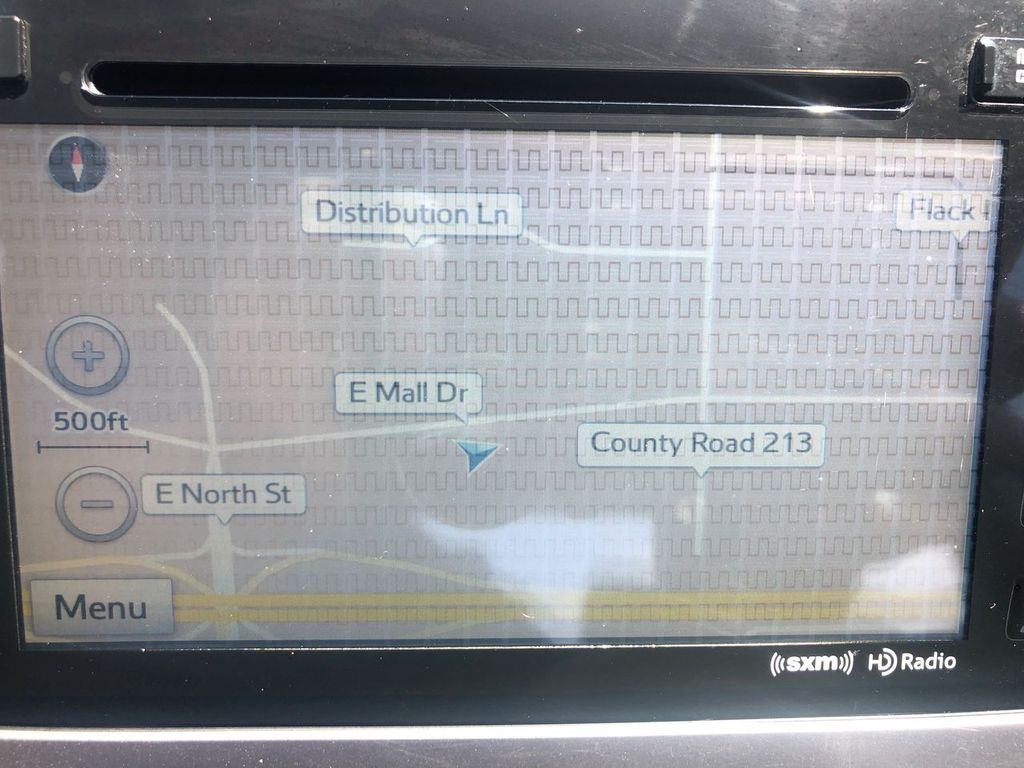 Distribution Ln
Flack
E Mall Dr
500ft
County Road 213
E North St
Menu
sxm HD Radio